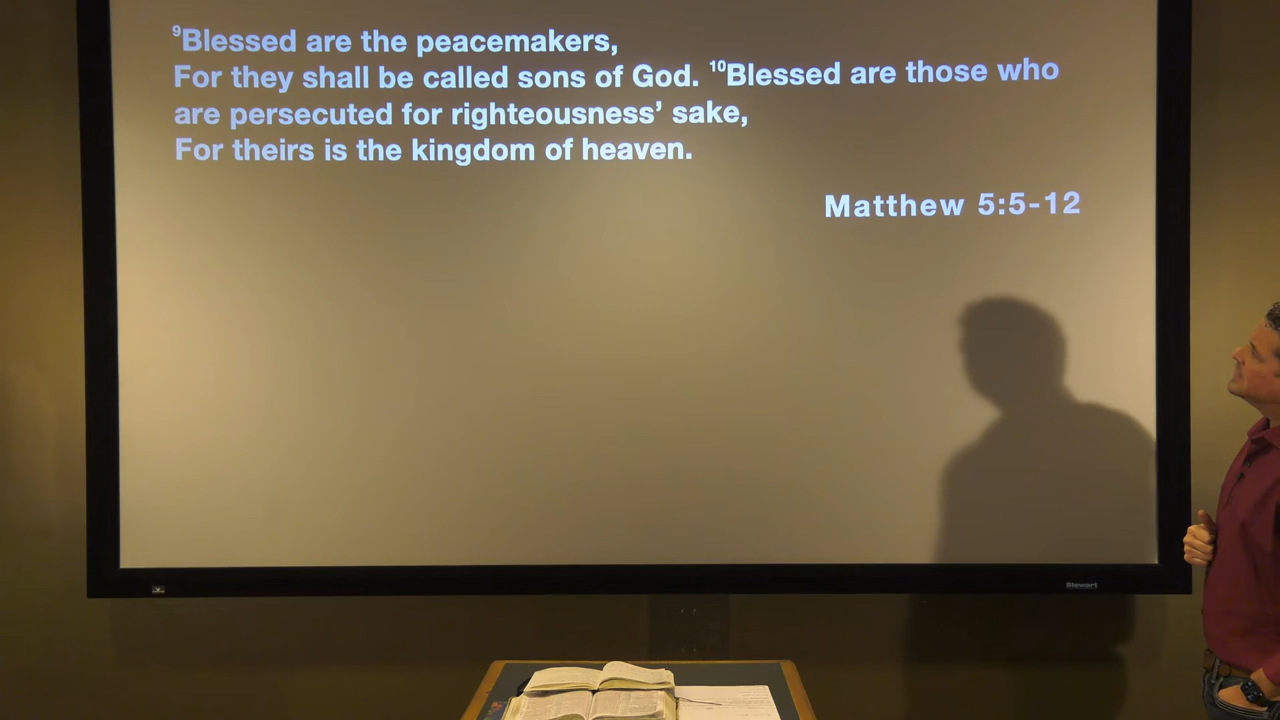 ⁹Blessed are the peacemakers,
For they shall be called sons of God. ¹⁰Blessed are those who
are persecuted for righteousness’ sake,
For theirs is the kingdom of heaven.
Matthew 5:5-12
Stewart